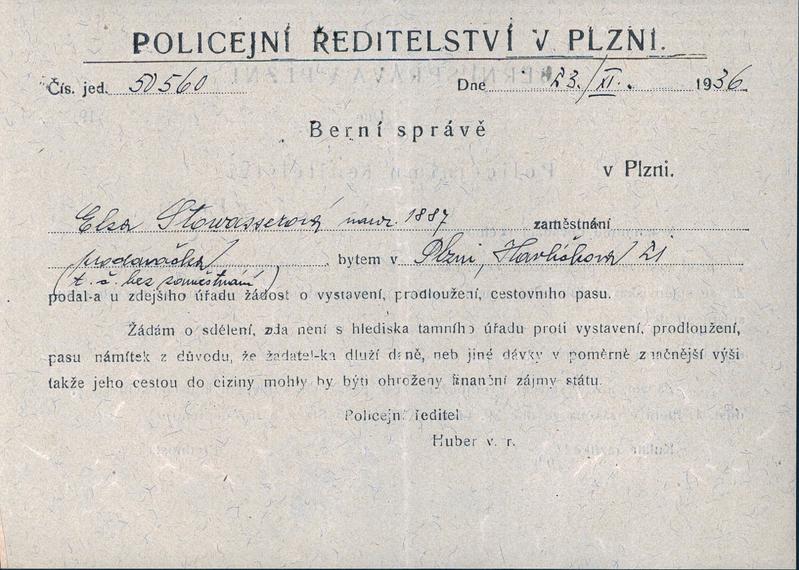 POLICEJNÍ ŘEDITELSTVÍ V PLZNI.
Čís. jed. 50560 Dne 23./XI. 1936
Berní správě
v Plzni.
Elsa Stowasserová naroz. 1887 zaměstnání
prodavačka, bytem v Plzni, Havlíčkova 21
(t. č. bez zaměstnání)
podal-a u zdejšího úřadu žádost o vystavení, prodloužení, cestovního pasu.
Žádám o sdělení, zda není s hlediska tamního úřadu proti vystavení, prodloužení,
pasu námitek z důvodu, že žadatel-ka dluží daně, neb jiné dávky v poměrně značnější výši
takže jeho cestou do ciziny mohly by býti ohroženy finanční zájmy státu.
Policejní ředitel
Huber v. r.